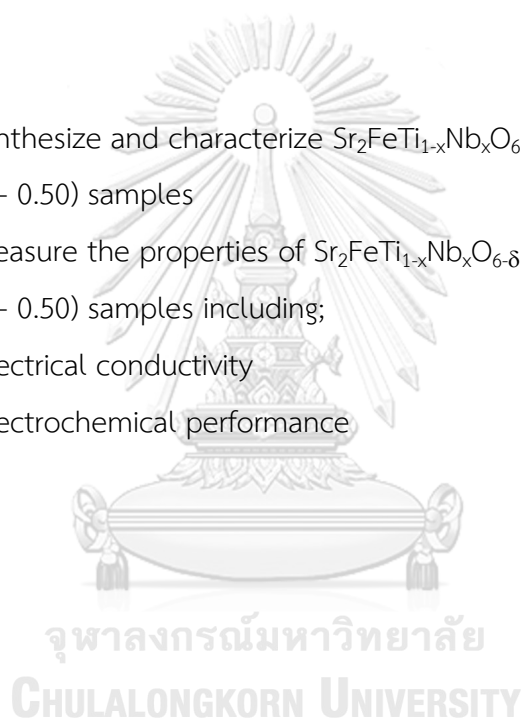 nthesize and characterize Sr₂FeTi₁₋ₓNbₓO₆
– 0.50) samples
easure the properties of Sr₂FeTi₁₋ₓNbₓO₆₋δ
– 0.50) samples including;
ectrical conductivity
ectrochemical performance
จุฬาลงกรณ์มหาวิทยาลัย
CHULALONGKORN UNIVERSITY